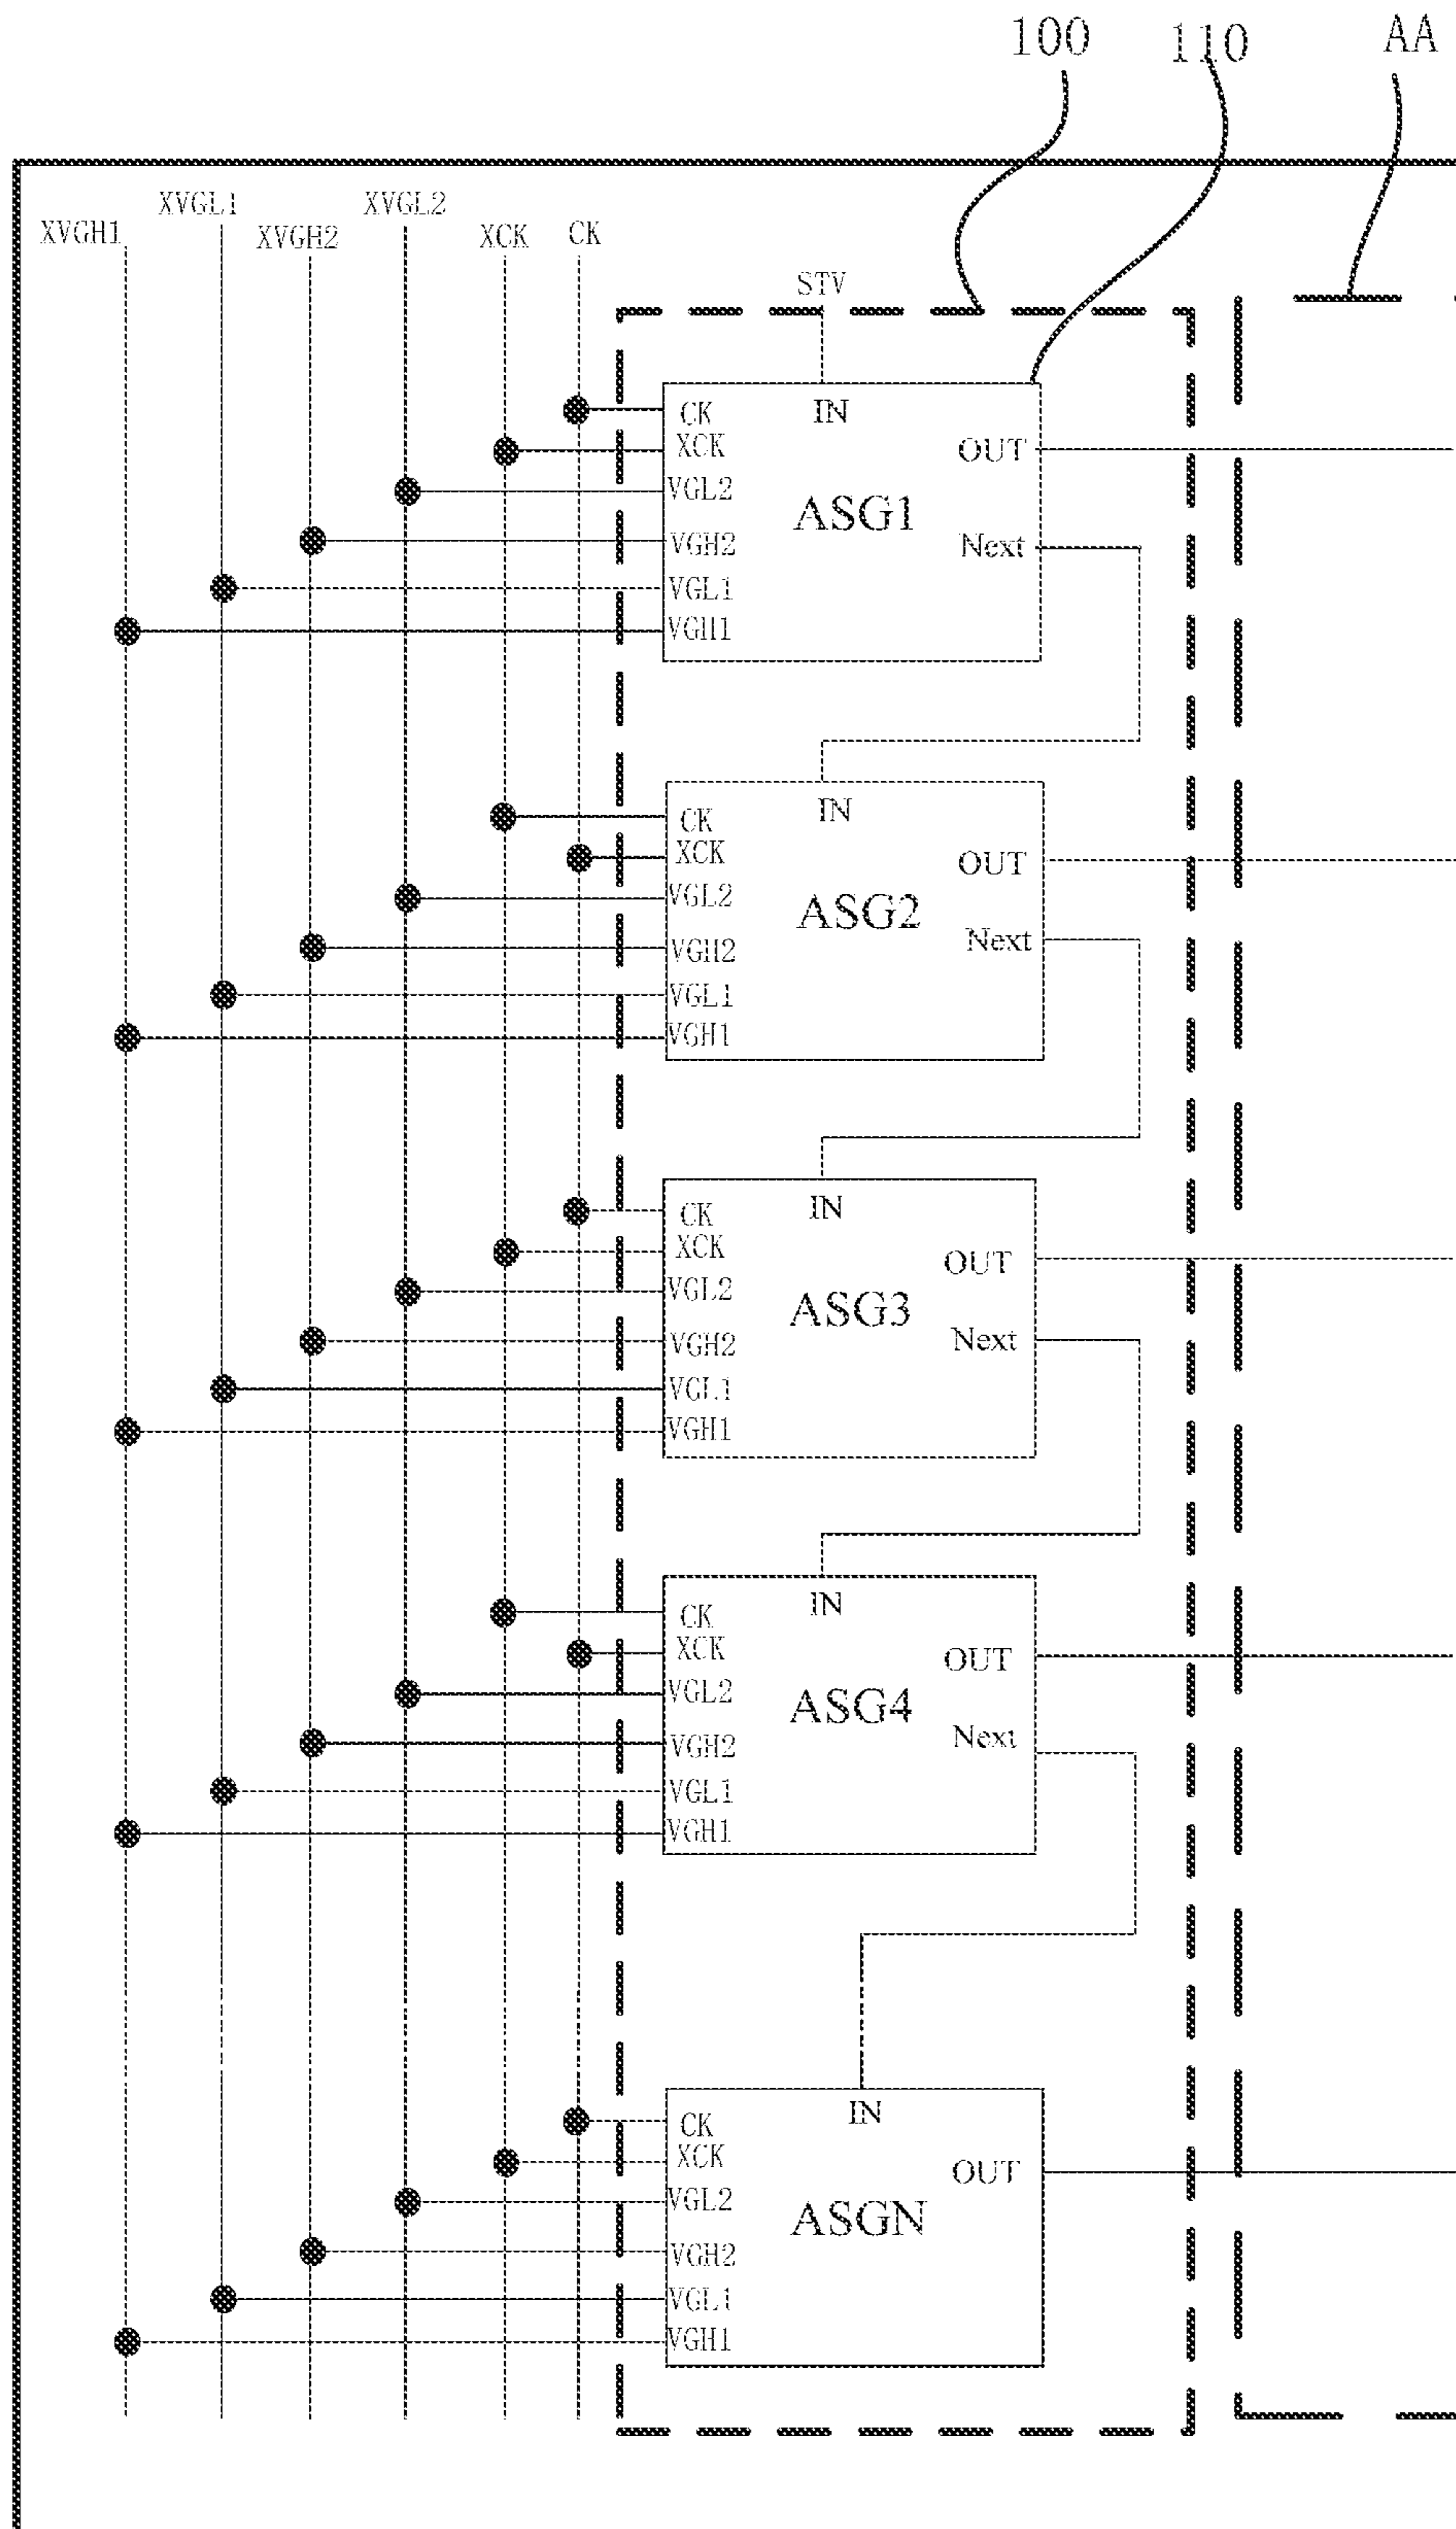 100 110 AA
XVGH1 XVGL1 XVGH2 XVGL2 XCK CK
STV
IN
CK
XCK
VGL2
VGH2
VGL1
VGH1
ASG1
OUT
Next
IN
CK
XCK
VGL2
VGH2
VGL1
VGH1
ASG2
OUT
Next
IN
CK
XCK
VGL2
VGH2
VGL1
VGH1
ASG3
OUT
Next
IN
CK
XCK
VGL2
VGH2
VGL1
VGH1
ASG4
OUT
Next
IN
CK
XCK
VGL2
VGH2
VGL1
VGH1
ASGN
OUT